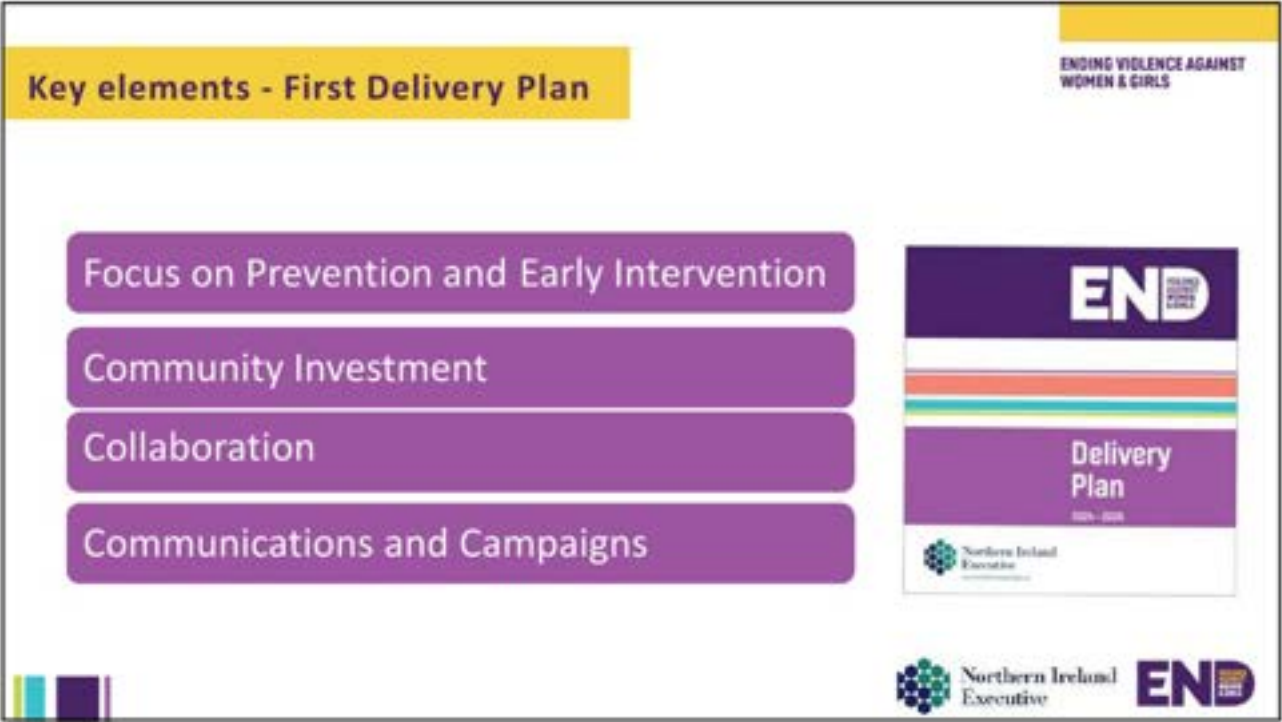 Key elements - First Delivery Plan
ENDING VIOLENCE AGAINST
WOMEN & GIRLS
Focus on Prevention and Early Intervention
Community Investment
Collaboration
Communications and Campaigns
END
Delivery
Plan
Northern Ireland
Executive
Northern Ireland
Executive
END